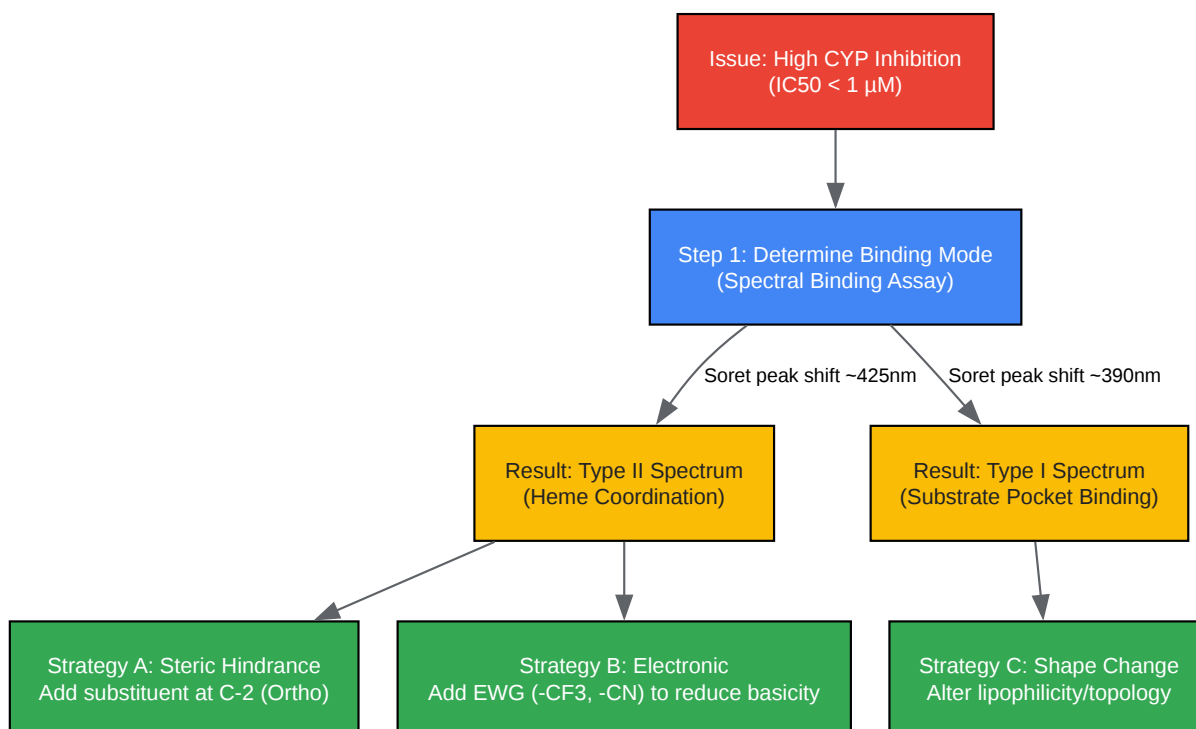 Issue: High CYP Inhibition
(IC50 < 1 µM)
Step 1: Determine Binding Mode
(Spectral Binding Assay)
Soret peak shift ~425nm
Soret peak shift ~390nm
Result: Type II Spectrum
(Heme Coordination)
Result: Type I Spectrum
(Substrate Pocket Binding)
Strategy A: Steric Hindrance
Add substituent at C-2 (Ortho)
Strategy B: Electronic
Add EWG (-CF3, -CN) to reduce basicity
Strategy C: Shape Change
Alter lipophilicity/topology